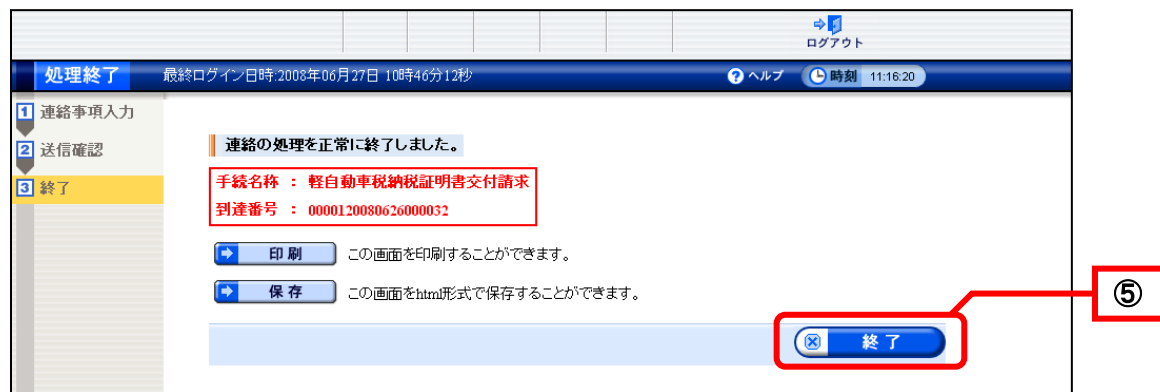 ログアウト
処理終了 最終ログイン日時:2008年06月27日 10時46分12秒 ? ヘルプ 時刻 11:16:20
1 連絡事項入力
2 送信確認
3 終了
連絡の処理を正常に終了しました。
手続名称 : 軽自動車税納税証明書交付請求
到達番号 : 0000120080626000032
印刷 この画面を印刷することができます。
保存 この画面をhtml形式で保存することができます。
終了
⑤